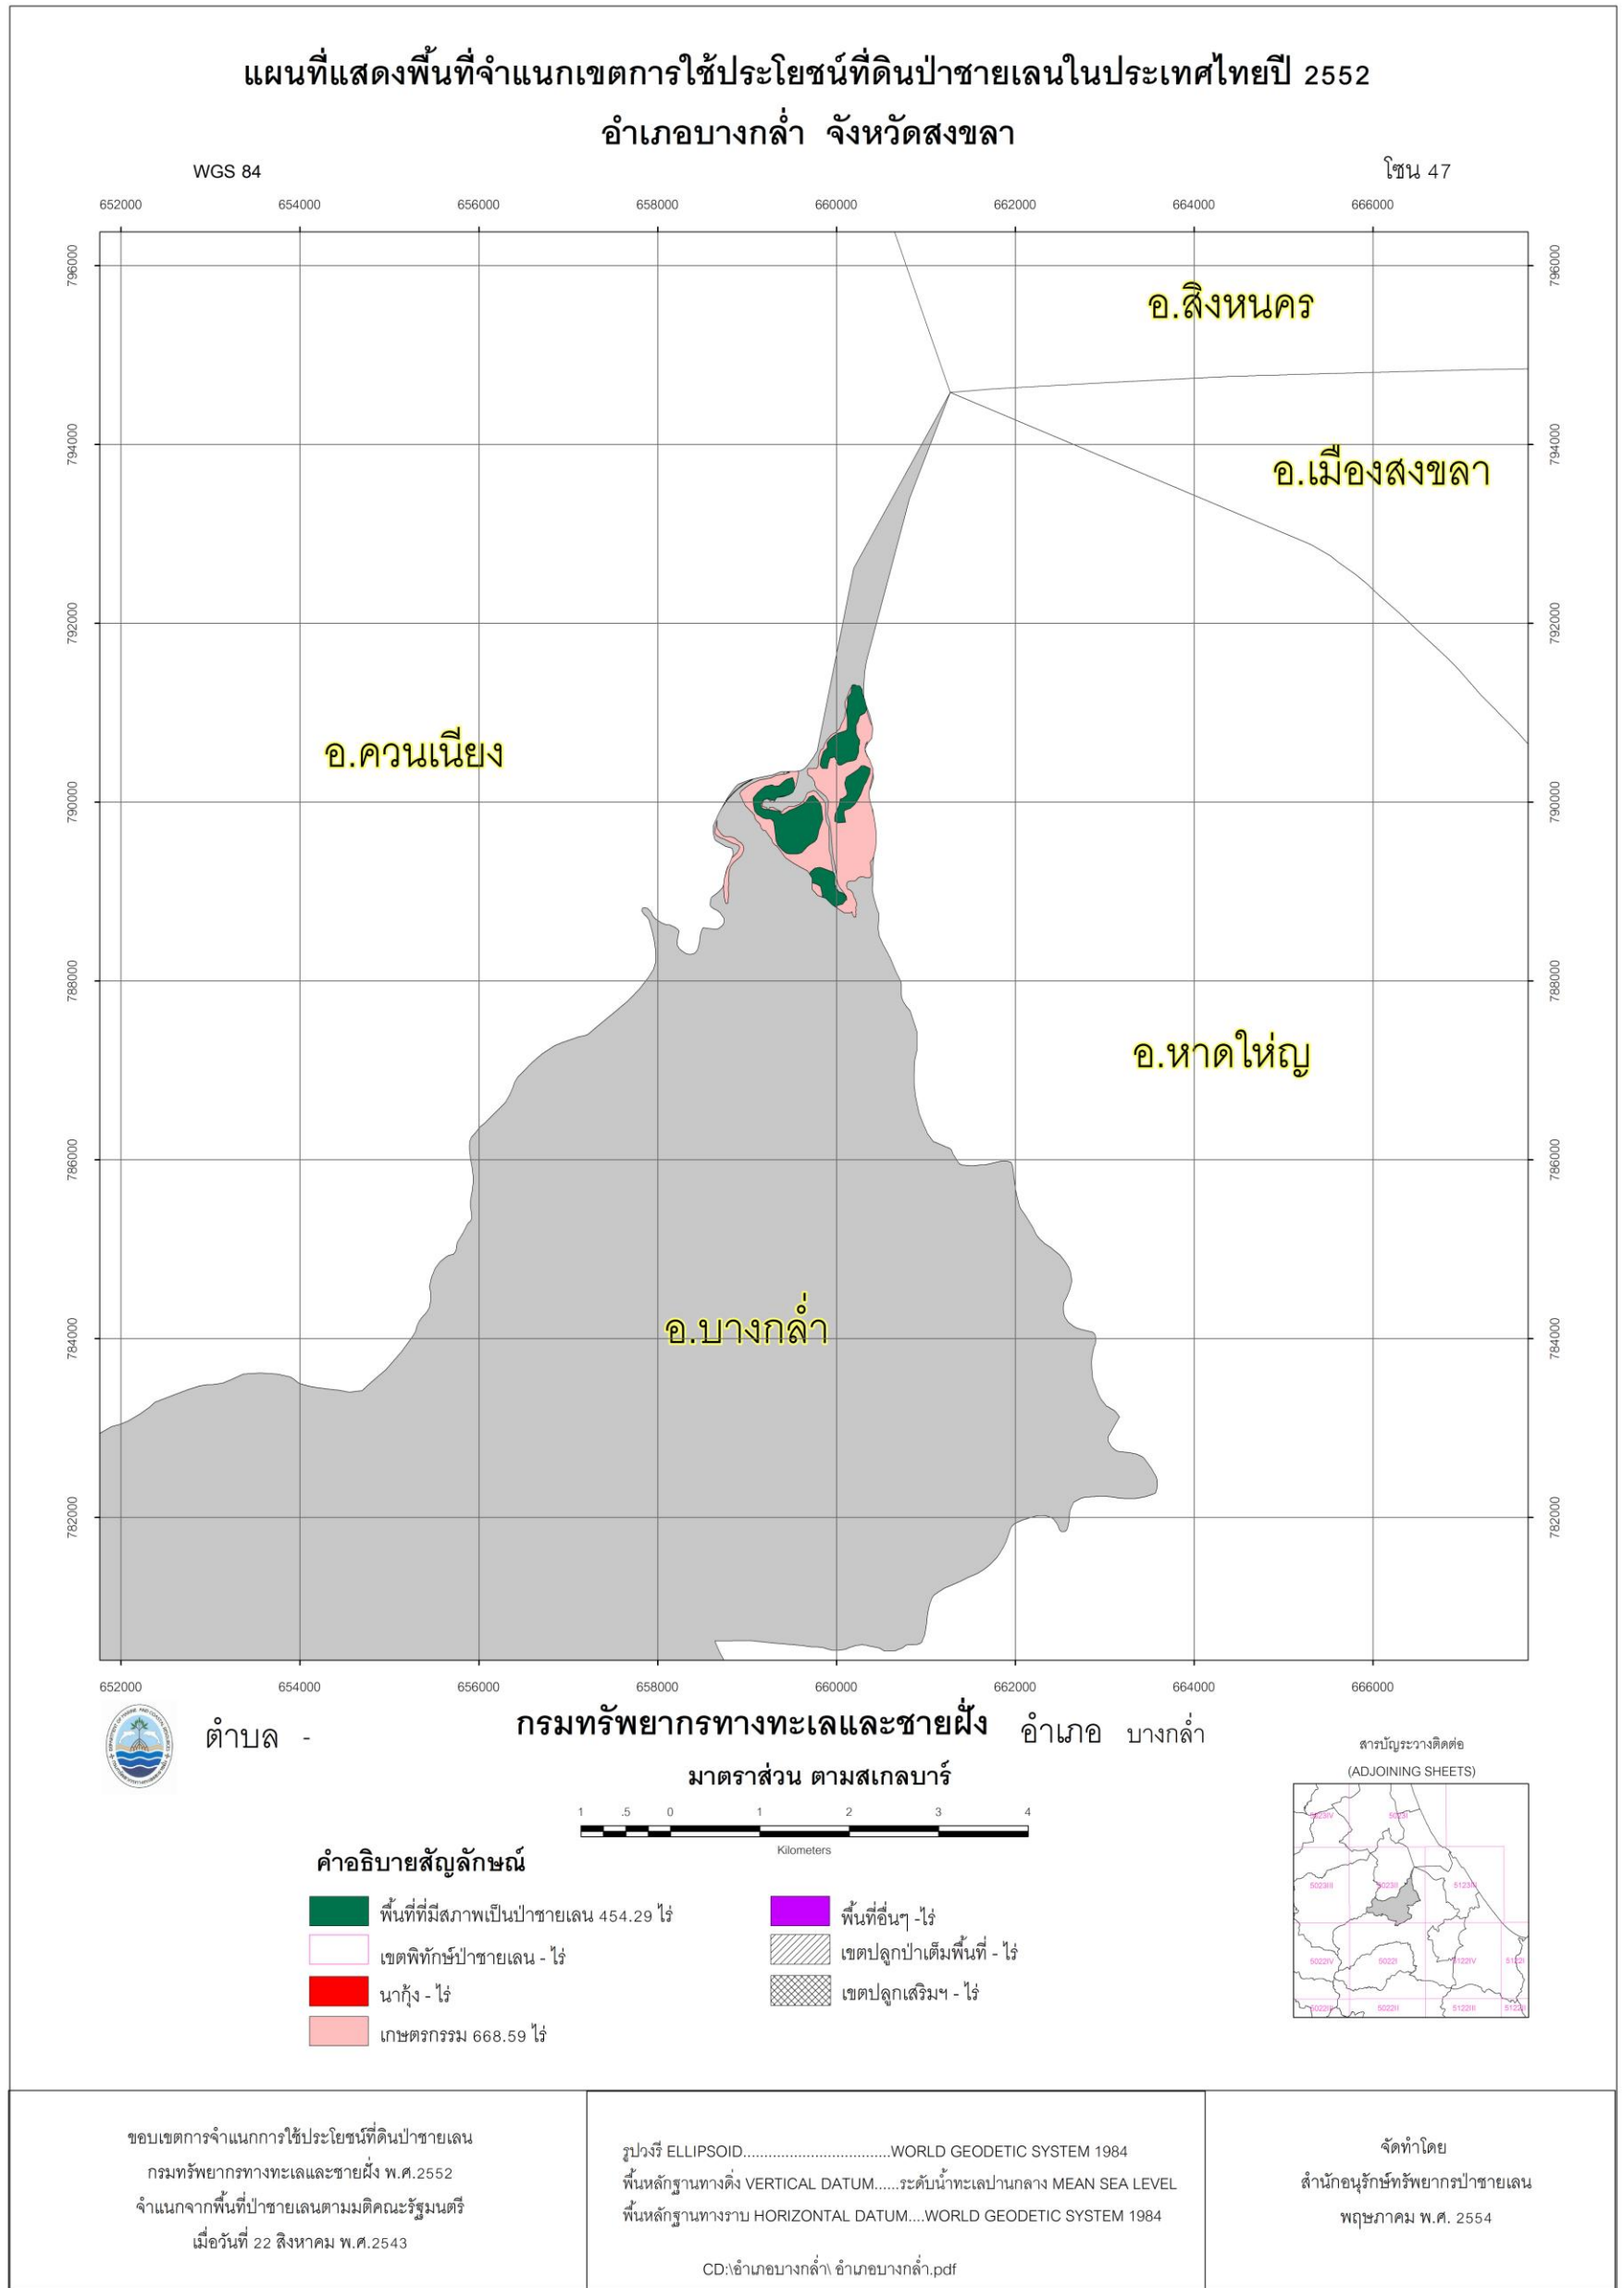 แผนที่แสดงพื้นที่จำแนกเขตการใช้ประโยชน์ที่ดินป่าชายเลนในประเทศไทยปี 2552
อำเภอบางกล่ำ จังหวัดสงขลา
WGS 84
โซน 47
652000 654000 656000 658000 660000 662000 664000 666000
796000 796000
อ.สิงหนคร
794000 794000
อ.เมืองสงขลา
792000 792000
อ.ควนเนียง
790000 790000
788000 788000
อ.หาดใหญ่
786000 786000
อ.บางกล่ำ
784000 784000
782000 782000
652000 654000 656000 658000 660000 662000 664000 666000
ตำบล -
กรมทรัพยากรทางทะเลและชายฝั่ง
อำเภอ บางกล่ำ
มาตราส่วน ตามสเกลบาร์
1 .5 0 1 2 3 4
Kilometers
สารบัญระวางติดต่อ
(ADJOINING SHEETS)
5023IV 5023I
5023III 5023II 5123III
5022IV 5022I 5122IV 5122I
5022III 5022II 5122III 5122II
คำอธิบายสัญลักษณ์
พื้นที่ที่มีสภาพเป็นป่าชายเลน 454.29 ไร่
เขตพิทักษ์ป่าชายเลน - ไร่
นากุ้ง - ไร่
เกษตรกรรม 668.59 ไร่
พื้นที่อื่นๆ -ไร่
เขตปลูกป่าเต็มพื้นที่ - ไร่
เขตปลูกเสริมฯ - ไร่
ขอบเขตการจำแนกการใช้ประโยชน์ที่ดินป่าชายเลน
กรมทรัพยากรทางทะเลและชายฝั่ง พ.ศ.2552
จำแนกจากพื้นที่ป่าชายเลนตามมติคณะรัฐมนตรี
เมื่อวันที่ 22 สิงหาคม พ.ศ.2543
รูปวงรี ELLIPSOID...................................WORLD GEODETIC SYSTEM 1984
พื้นหลักฐานทางดิ่ง VERTICAL DATUM......ระดับน้ำทะเลปานกลาง MEAN SEA LEVEL
พื้นหลักฐานทางราบ HORIZONTAL DATUM....WORLD GEODETIC SYSTEM 1984
CD:\อำเภอบางกล่ำ\ อำเภอบางกล่ำ.pdf
จัดทำโดย
สำนักอนุรักษ์ทรัพยากรป่าชายเลน
พฤษภาคม พ.ศ. 2554